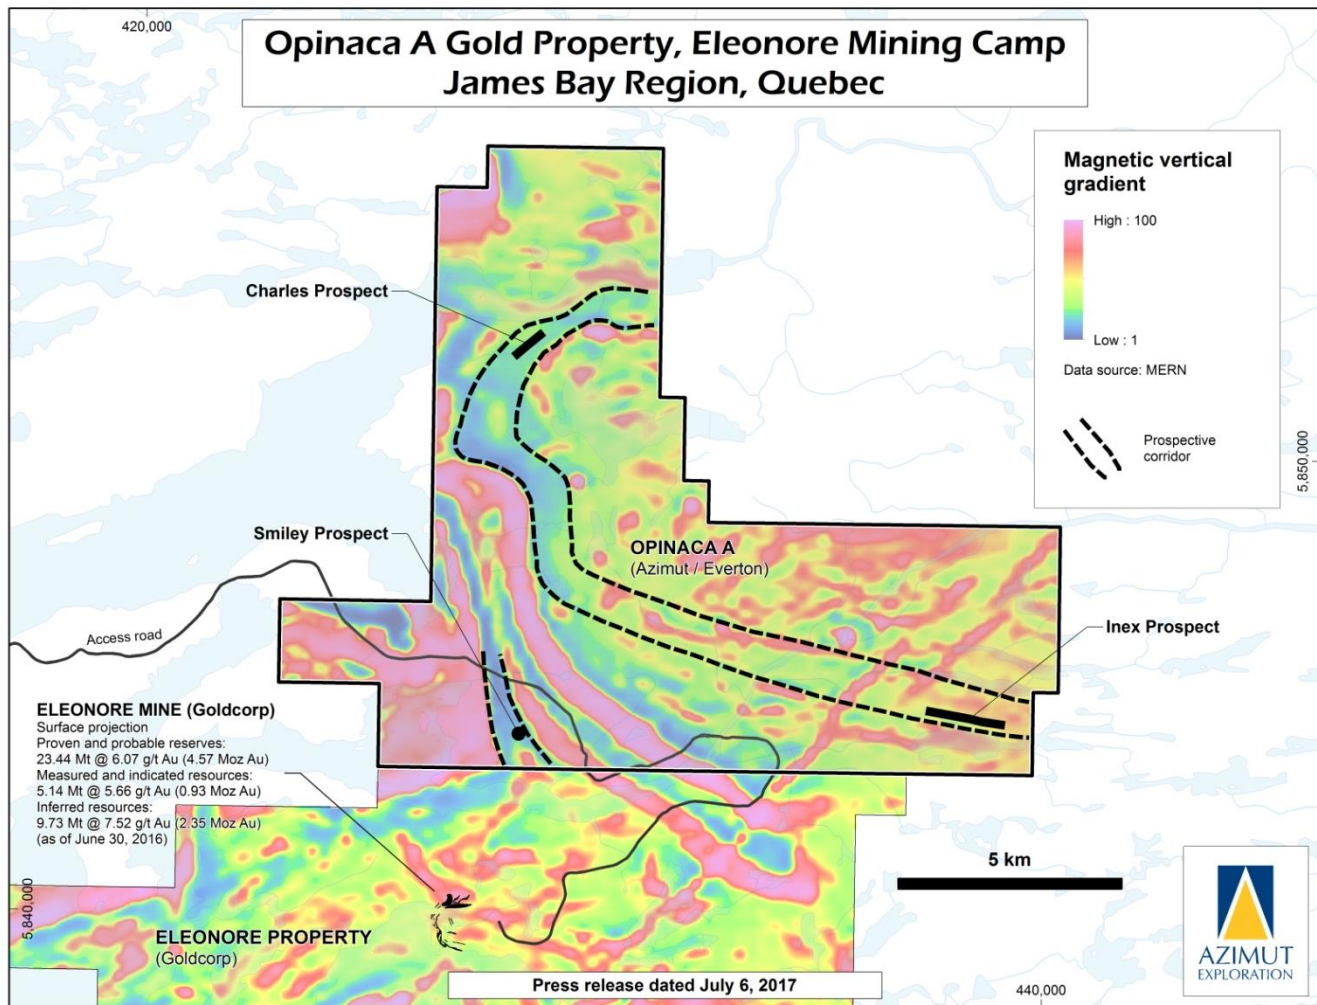 420,000
Opinaca A Gold Property, Eleonore Mining Camp
James Bay Region, Quebec
Magnetic vertical
gradient
High : 100
Low : 1
Data source: MERN
Prospective
corridor
5,850,000
Charles Prospect
Smiley Prospect
OPINACA A
(Azimut / Everton)
Inex Prospect
Access road
ELEONORE MINE (Goldcorp)
Surface projection
Proven and probable reserves:
23.44 Mt @ 6.07 g/t Au (4.57 Moz Au)
Measured and indicated resources:
5.14 Mt @ 5.66 g/t Au (0.93 Moz Au)
Inferred resources:
9.73 Mt @ 7.52 g/t Au (2.35 Moz Au)
(as of June 30, 2016)
5 km
5,840,000
ELEONORE PROPERTY
(Goldcorp)
AZIMUT
EXPLORATION
Press release dated July 6, 2017
440,000